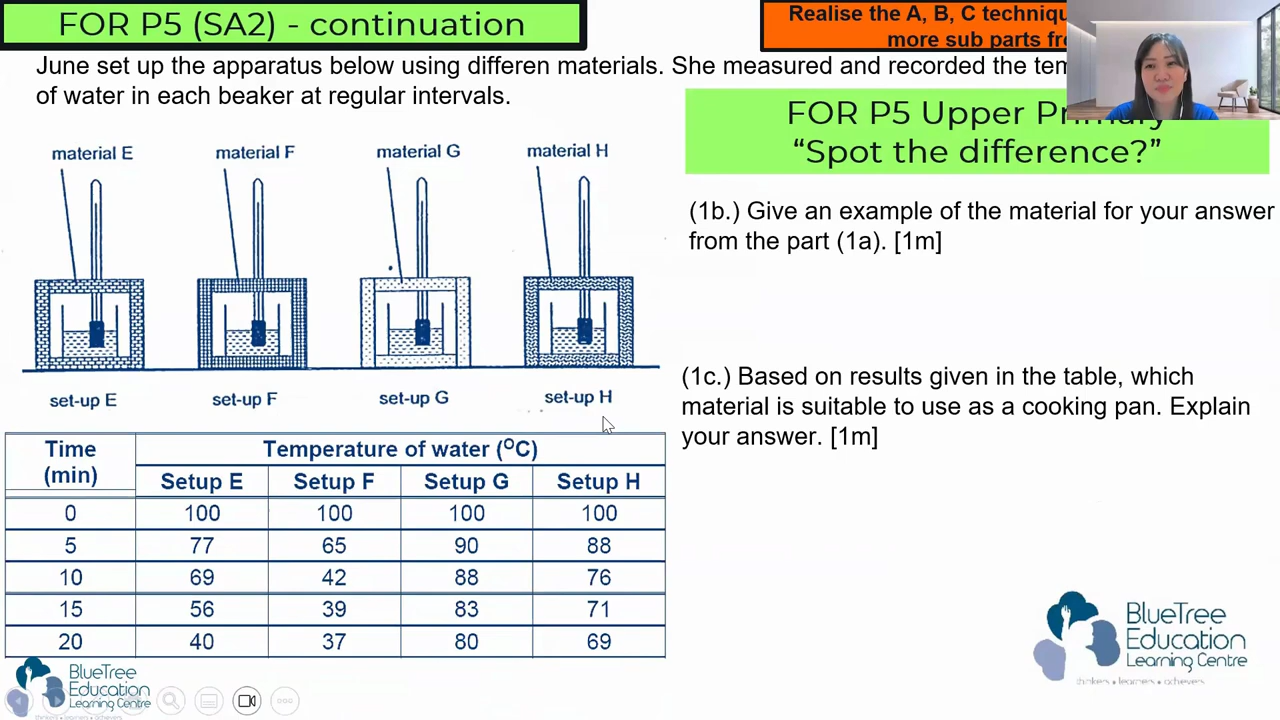 FOR P5 (SA2) - continuation
Realise the A, B, C
more sub parts
June set up the apparatus below using differen materials. She measured and recorded the
of water in each beaker at regular intervals.
FOR P5 Upper
“Spot the difference?”
material E
material F
material G
material H
(1b.) Give an example of the material for your answer
from the part (1a). [1m]
(1c.) Based on results given in the table, which
material is suitable to use as a cooking pan. Explain
your answer. [1m]
set-up E
set-up F
set-up G
set-up H
Time (min) Temperature of water (°C)
Setup E Setup F Setup G Setup H
0 100 100 100 100
5 77 65 90 88
10 69 42 88 76
15 56 39 83 71
20 40 37 80 69
BlueTree
Education
Learning Centre
thinkers • learners • achievers
BlueTree
Education
Learning Centre
thinkers • learners • achievers